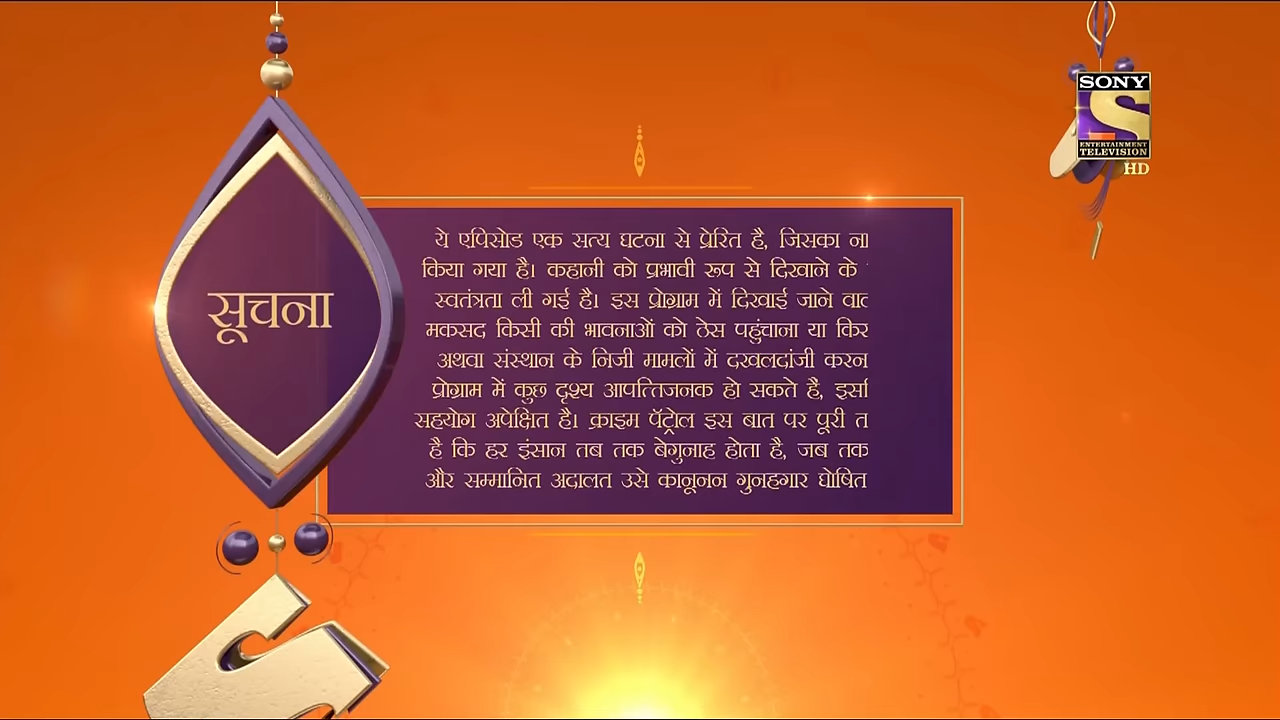 सूचना
ये एपिसोड एक सत्य घटना से प्रेरित है, जिसका ना
किया गया है। कहानी को प्रभावी रूप से दिखाने के
स्वतंत्रता ली गई है। इस प्रोग्राम में दिखाई जाने वाल
मकसद किसी की भावनाओं को ठेस पहुंचाना या किस
अथवा संस्थान के निजी मामलों में दखलदांजी करन
प्रोग्राम में कुछ दृश्य आपत्तिजनक हो सकते हैं, इसलि
सहयोग अपेक्षित है। क्राइम पॅट्रोल इस बात पर पूरी त
है कि हर इंसान तब तक बेगुनाह होता है, जब तक
और सम्मानित अदालत उसे कानूनन गुनहगार घोषित
SONY
ENTERTAINMENT
TELEVISION
HD